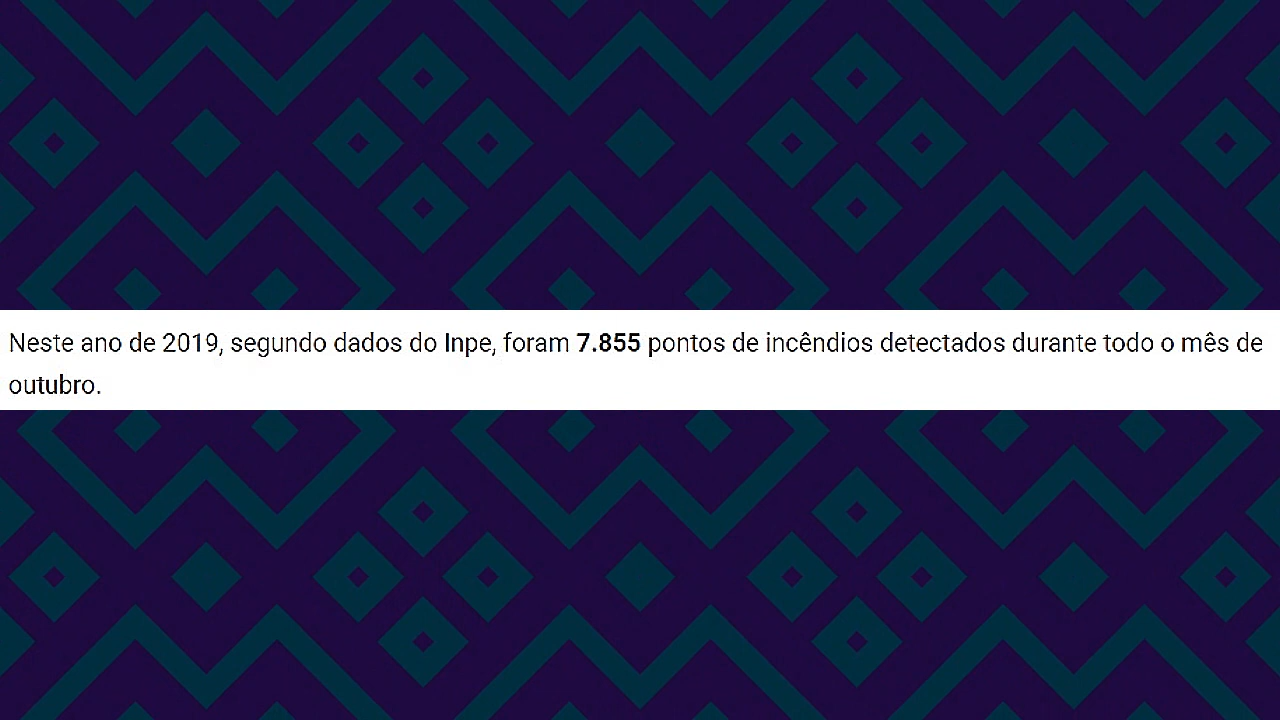 Neste ano de 2019, segundo dados do Inpe, foram 7.855 pontos de incêndios detectados durante todo o mês de
outubro.